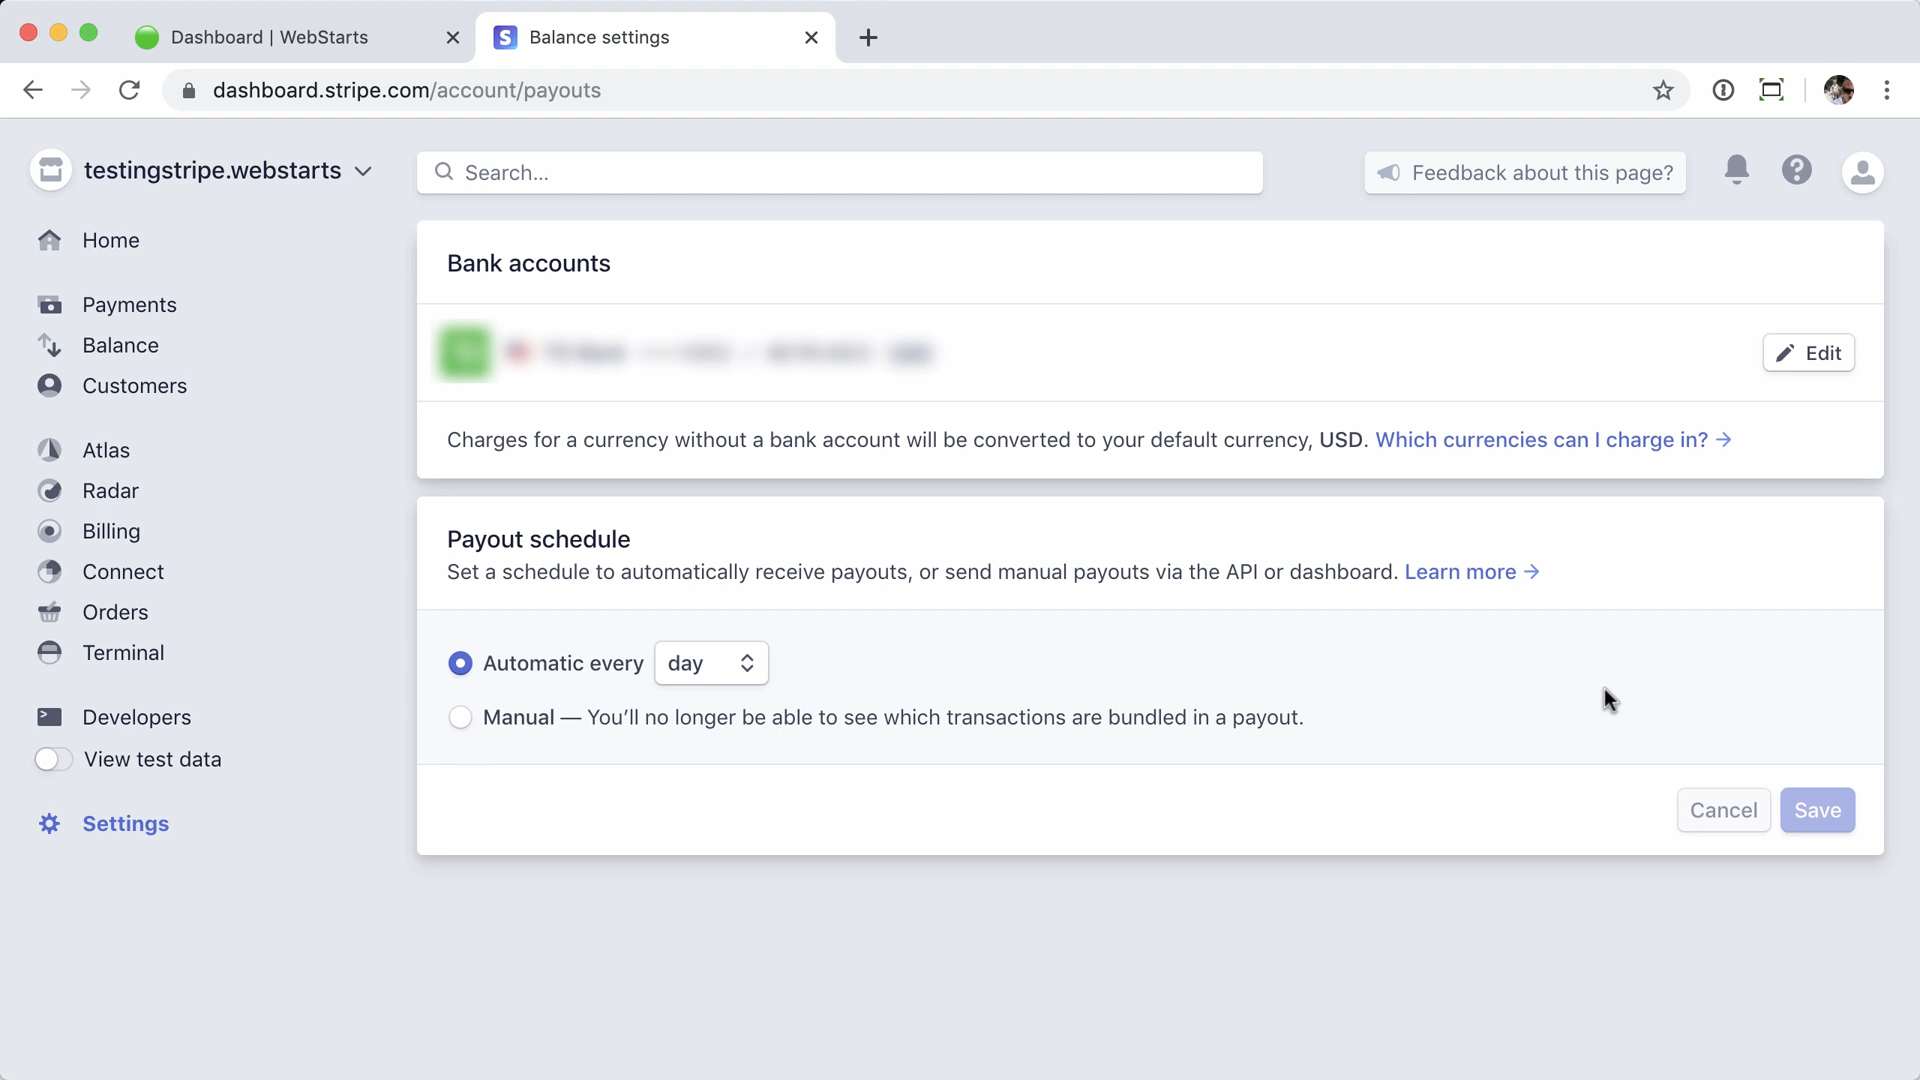 Dashboard | WebStarts
Balance settings
dashboard.stripe.com/account/payouts
testingstripe.webstarts
Search...
Feedback about this page?
Home
Payments
Balance
Customers
Atlas
Radar
Billing
Connect
Orders
Terminal
Developers
View test data
Settings
Bank accounts
Edit
Charges for a currency without a bank account will be converted to your default currency, USD. Which currencies can I charge in? →
Payout schedule
Set a schedule to automatically receive payouts, or send manual payouts via the API or dashboard. Learn more →
Automatic every day
Manual — You’ll no longer be able to see which transactions are bundled in a payout.
Cancel Save